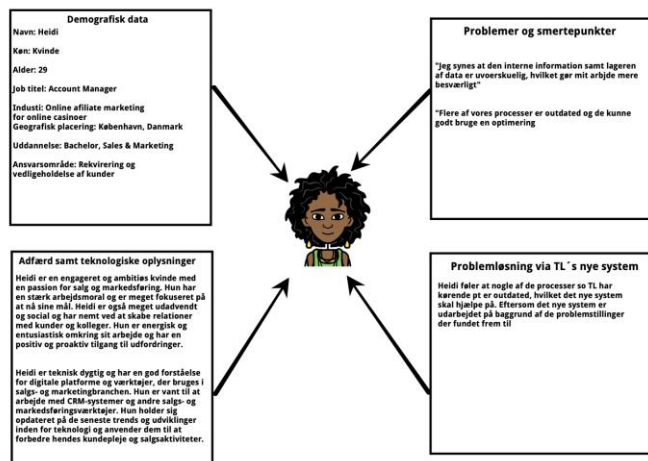 Demografisk data
Navn: Heidi
Køn: Kvinde
Alder: 29
Job titel: Account Manager
Industi: Online afiliate marketing
for online casinoer
Geografisk placering: København, Danmark
Uddannelse: Bachelor, Sales & Marketing
Ansvarsområde: Rekvirering og
vedligeholdelse af kunder
Problemer og smertepunkter
"Jeg synes at den interne information samt lageren
af data er uvoerskuelig, hvilket gør mit arbjde mere
besværligt"
"Flere af vores processer er outdated og de kunne
godt bruge en optimering
Adfærd samt teknologiske oplysninger
Heidi er en engageret og ambitiøs kvinde med
en passion for salg og markedsføring. Hun har
en stærk arbejdsmoral og er meget fokuseret på
at nå sine mål. Heidi er også meget udadvendt
og social og har nemt ved at skabe relationer
med kunder og kolleger. Hun er energisk og
entusiastisk omkring sit arbejde og har en
positiv og proaktiv tilgang til udfordringer.
Heidi er teknisk dygtig og har en god forståelse
for digitale platforme og værktøjer, der bruges i
salgs- og marketingbranchen. Hun er vant til at
arbejde med CRM-systemer og andre salgs- og
markedsføringsværktøjer. Hun holder sig
opdateret på de seneste trends og udviklinger
inden for teknologi og anvender dem til at
forbedre hendes kundepleje og salgsaktiviteter.
Problemløsning via TL´s nye system
Heidi føler at nogle af de processer so TL har
kørende pt er outdated, hvilket det nye system
skal hjælpe på. Eftersom det nye system er
udarbejdet på baggrund af de problemstillinger
der fundet frem til